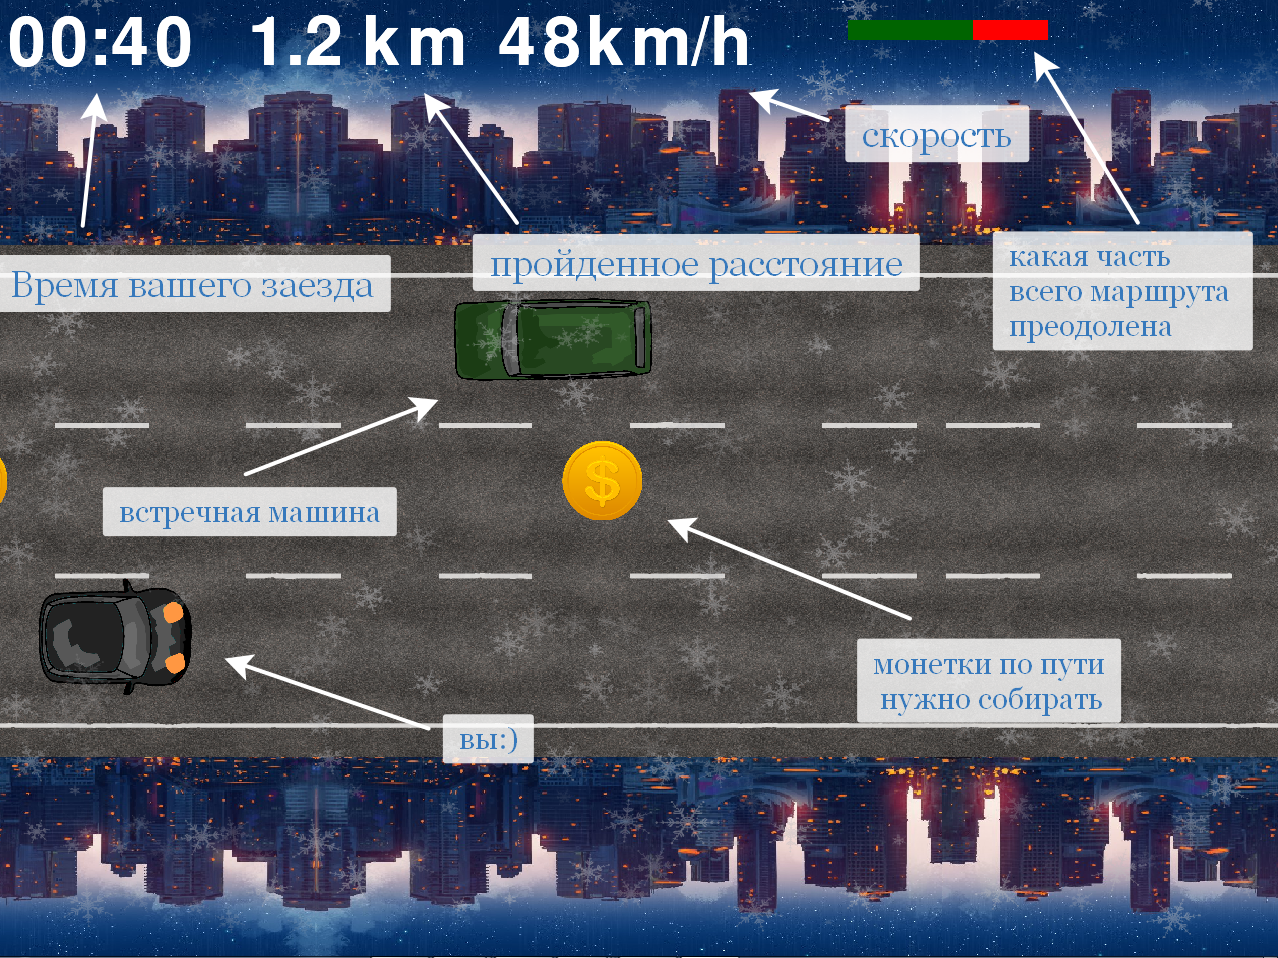 00:40 1.2 km 48km/h
скорость
Время вашего заезда
пройденное расстояние
какая часть
всего маршрута
преодолена
встречная машина
$
монетки по пути
нужно собирать
вы:)